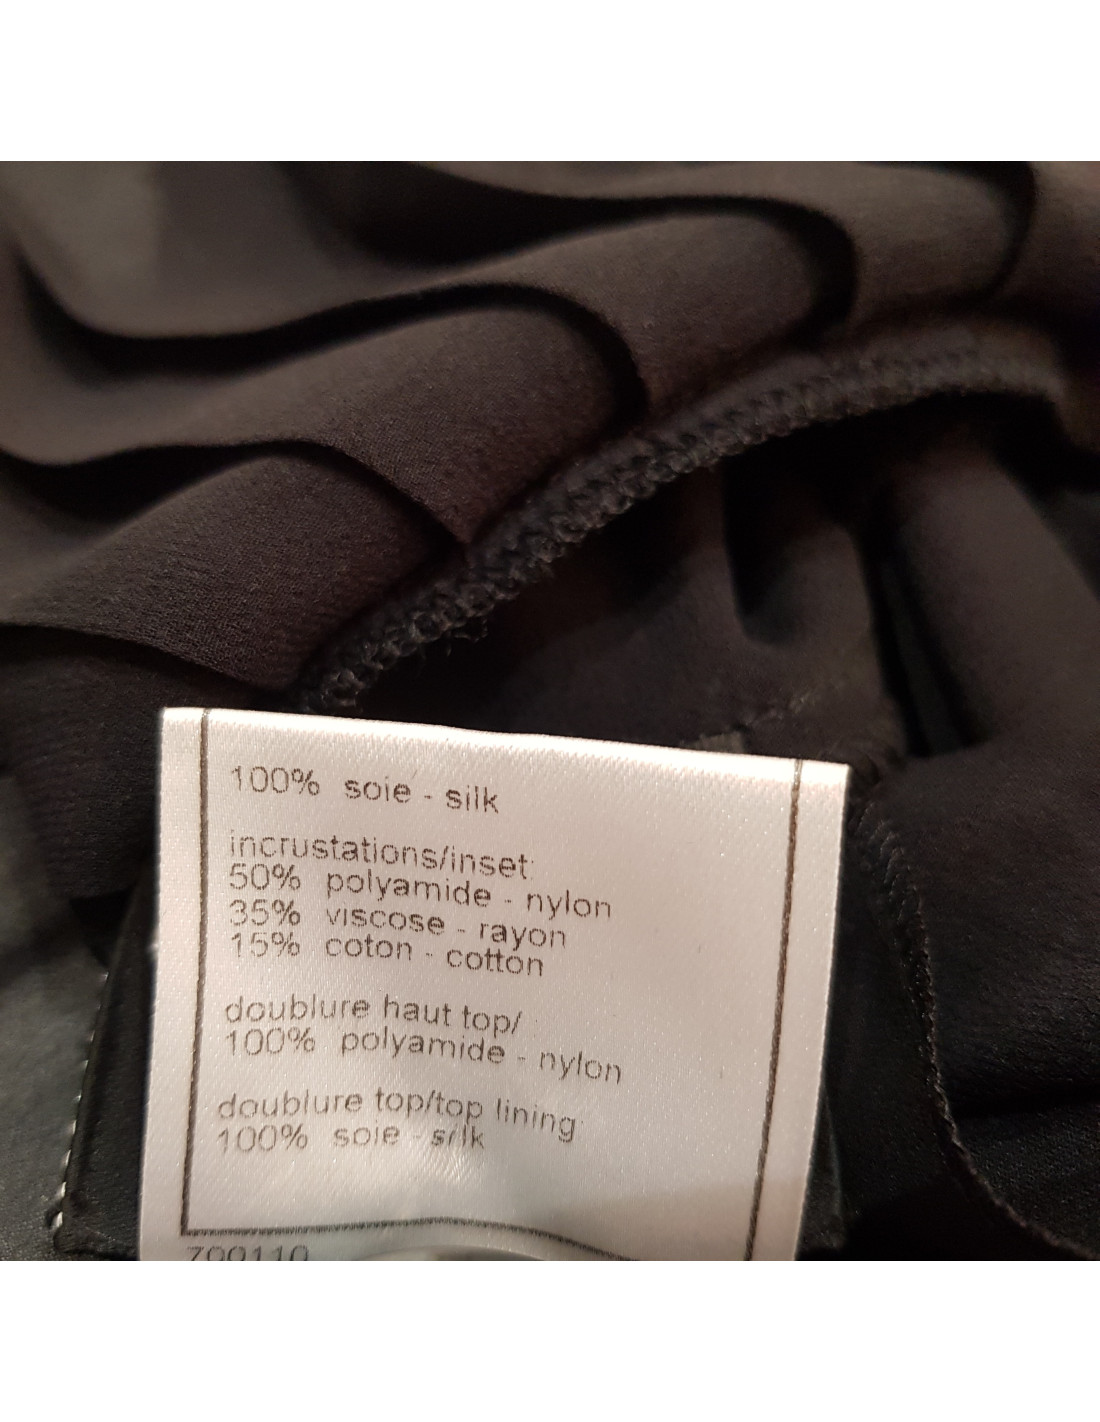 100% soie - silk
incrustations/inset:
50% polyamide - nylon
35% viscose - rayon
15% coton - cotton
doublure haut top/
100% polyamide - nylon
doublure top/top lining
100% soie - silk